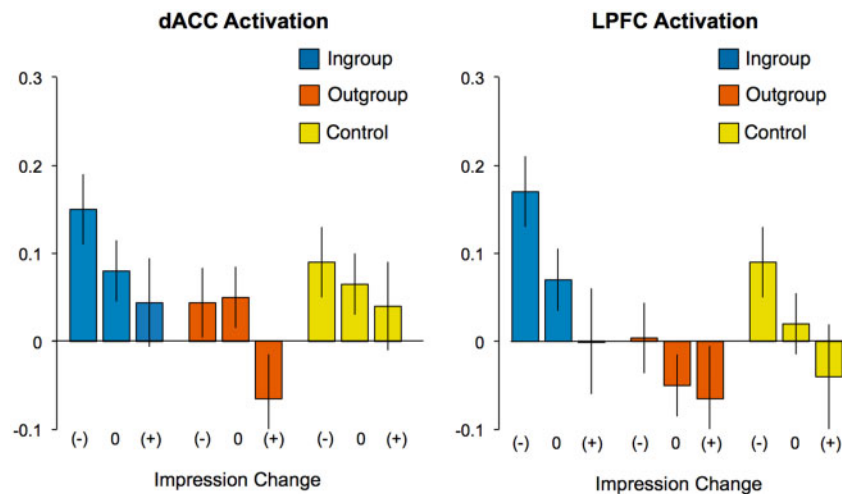 dACC Activation
Ingroup
Outgroup
Control
0.3
0.2
0.1
0
-0.1
(-) 0 (+) (-) 0 (+) (-) 0 (+)
Impression Change
LPFC Activation
Ingroup
Outgroup
Control
0.3
0.2
0.1
0
-0.1
(-) 0 (+) (-) 0 (+) (-) 0 (+)
Impression Change